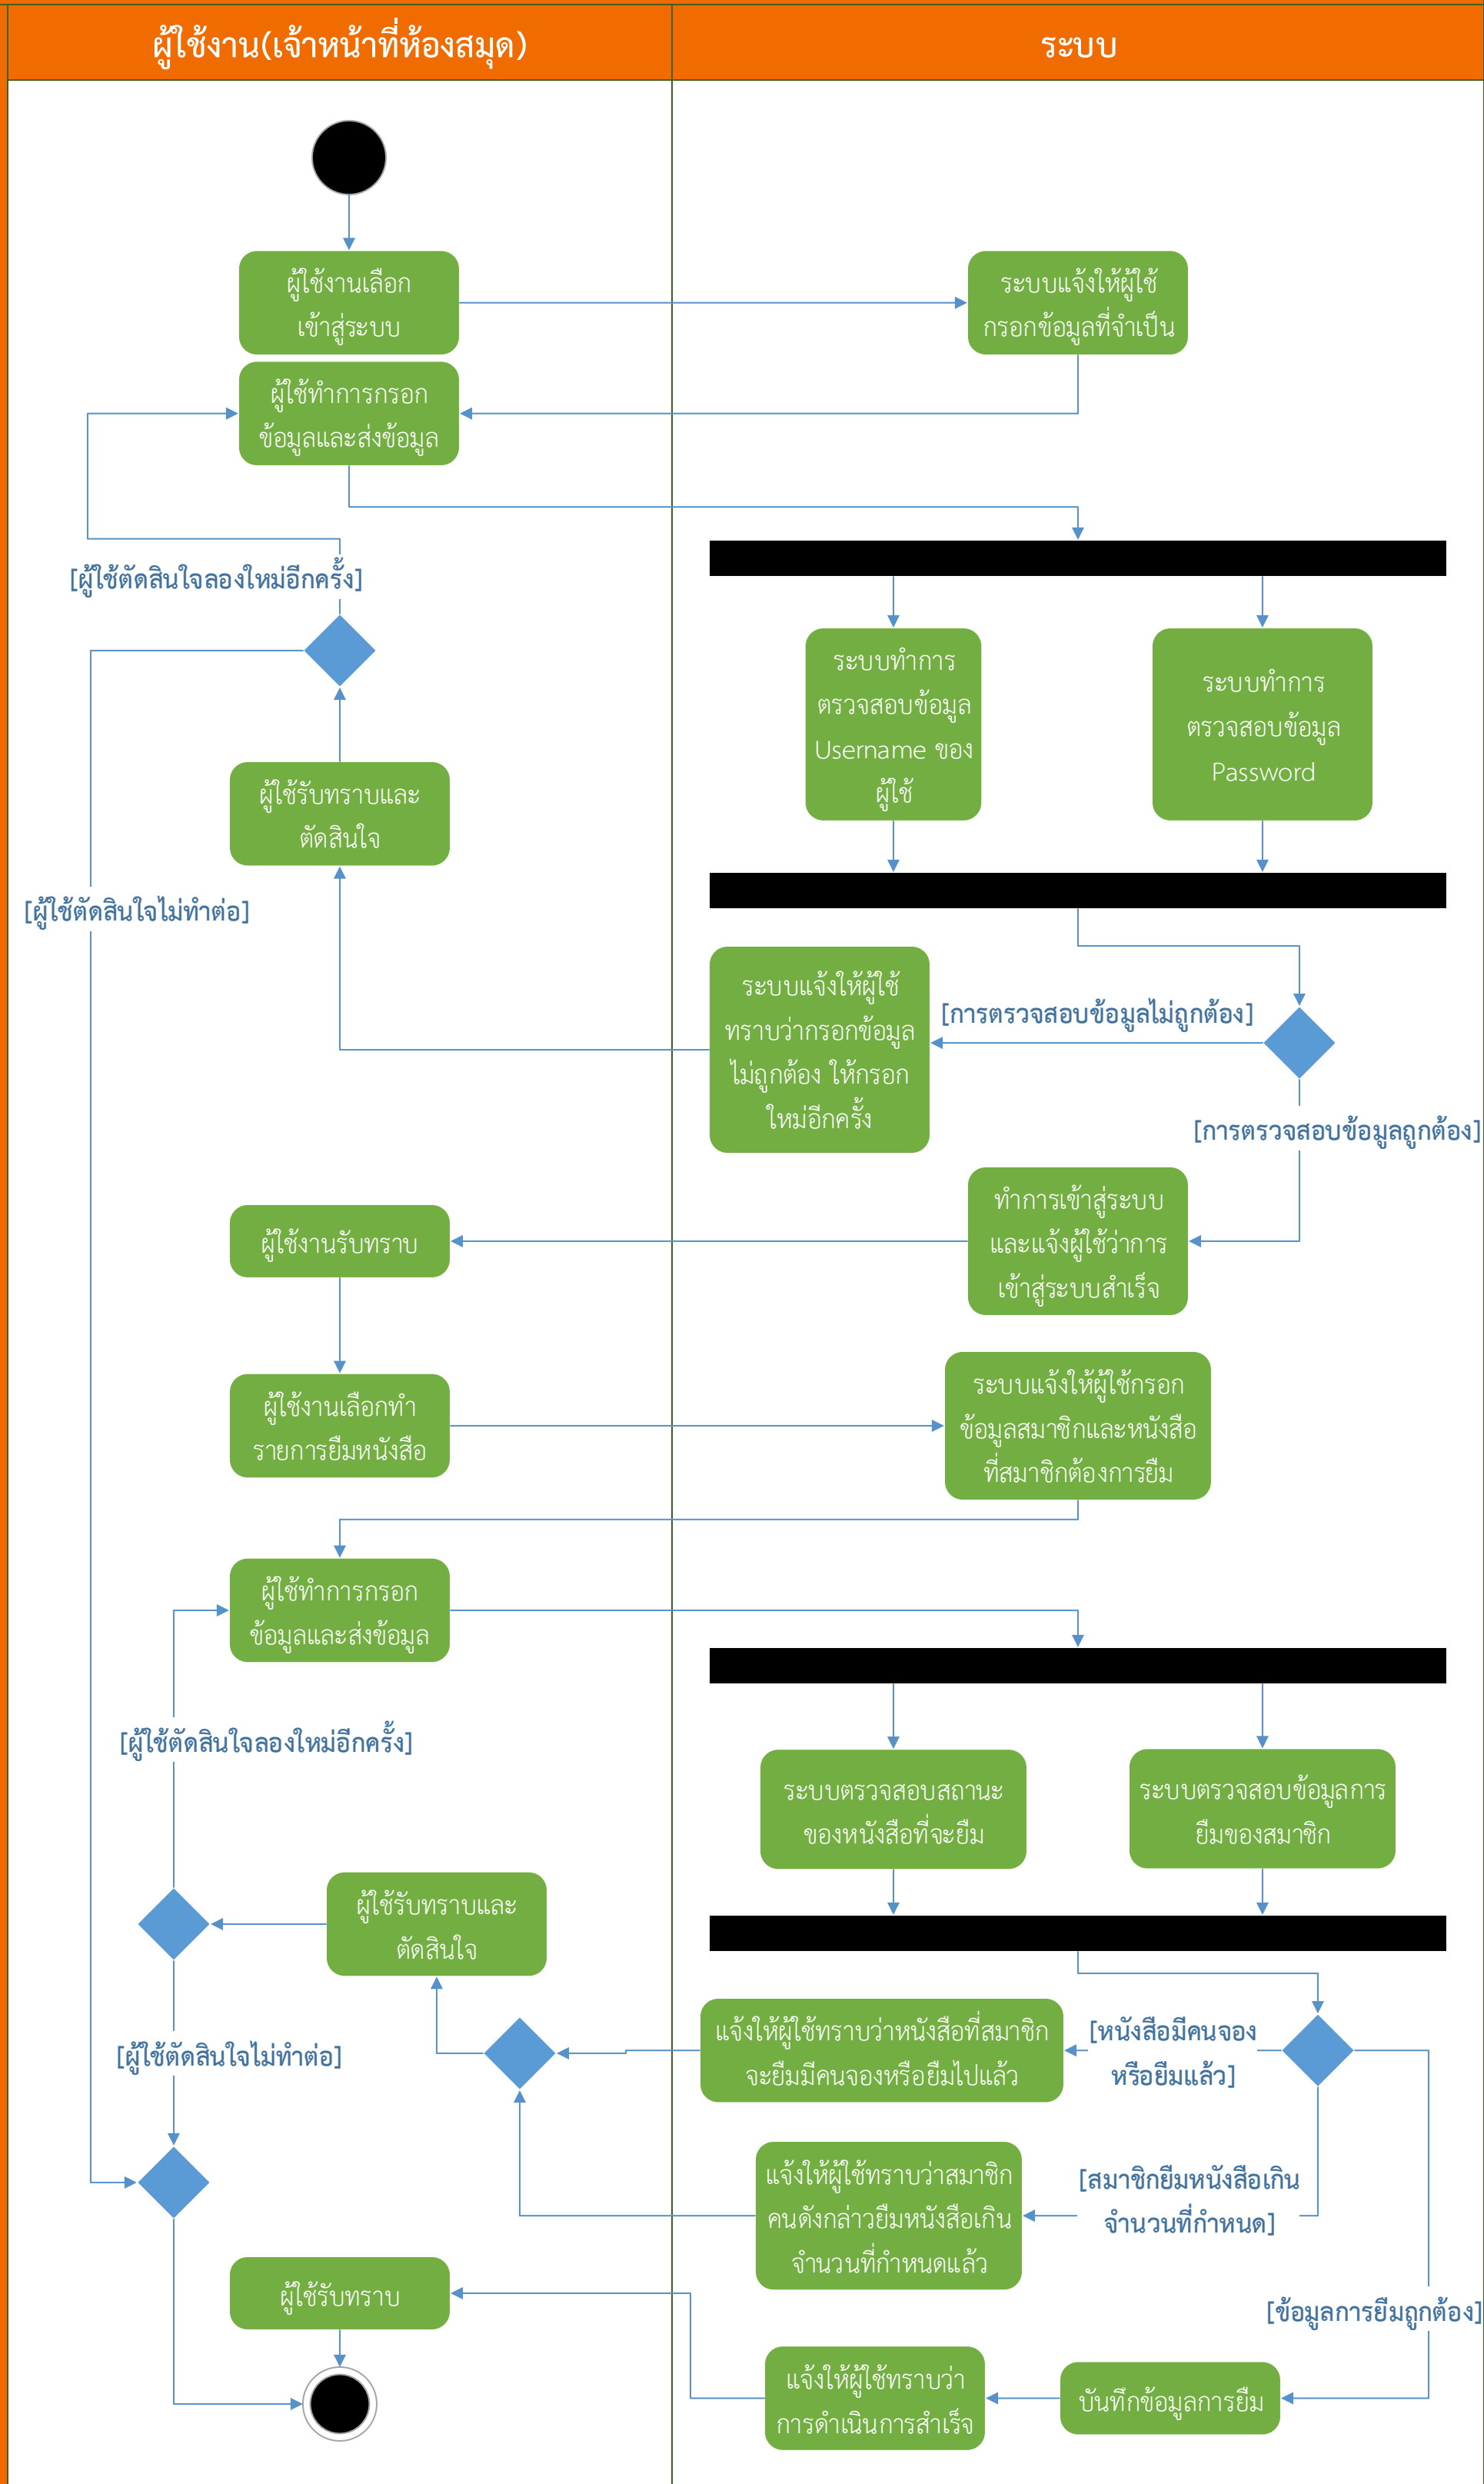 ผู้ใช้งาน(เจ้าหน้าที่ห้องสมุด)
ระบบ
ผู้ใช้งานเลือก
เข้าสู่ระบบ
ระบบแจ้งให้ผู้ใช้
กรอกข้อมูลที่จำเป็น
ผู้ใช้ทำการกรอก
ข้อมูลและส่งข้อมูล
[ผู้ใช้ตัดสินใจลองใหม่อีกครั้ง]
ระบบทำการ
ตรวจสอบข้อมูล
Username ของ
ผู้ใช้
ระบบทำการ
ตรวจสอบข้อมูล
Password
ผู้ใช้รับทราบและ
ตัดสินใจ
[ผู้ใช้ตัดสินใจไม่ทำต่อ]
ระบบแจ้งให้ผู้ใช้
ทราบว่ากรอกข้อมูล
ไม่ถูกต้อง ให้กรอก
ใหม่อีกครั้ง
[การตรวจสอบข้อมูลไม่ถูกต้อง]
[การตรวจสอบข้อมูลถูกต้อง]
ทำการเข้าสู่ระบบ
และแจ้งผู้ใช้ว่าการ
เข้าสู่ระบบสำเร็จ
ผู้ใช้งานรับทราบ
ผู้ใช้งานเลือกทำ
รายการยืมหนังสือ
ระบบแจ้งให้ผู้ใช้กรอก
ข้อมูลสมาชิกและหนังสือ
ที่สมาชิกต้องการยืม
ผู้ใช้ทำการกรอก
ข้อมูลและส่งข้อมูล
[ผู้ใช้ตัดสินใจลองใหม่อีกครั้ง]
ระบบตรวจสอบสถานะ
ของหนังสือที่จะยืม
ระบบตรวจสอบข้อมูลการ
ยืมของสมาชิก
ผู้ใช้รับทราบและ
ตัดสินใจ
[ผู้ใช้ตัดสินใจไม่ทำต่อ]
แจ้งให้ผู้ใช้ทราบว่าหนังสือที่สมาชิก
จะยืมมีคนจองหรือยืมไปแล้ว
[หนังสือมีคนจอง
หรือยืมแล้ว]
แจ้งให้ผู้ใช้ทราบว่าสมาชิก
คนดังกล่าวยืมหนังสือเกิน
จำนวนที่กำหนดแล้ว
[สมาชิกยืมหนังสือเกิน
จำนวนที่กำหนด]
ผู้ใช้รับทราบ
[ข้อมูลการยืมถูกต้อง]
แจ้งให้ผู้ใช้ทราบว่า
การดำเนินการสำเร็จ
บันทึกข้อมูลการยืม